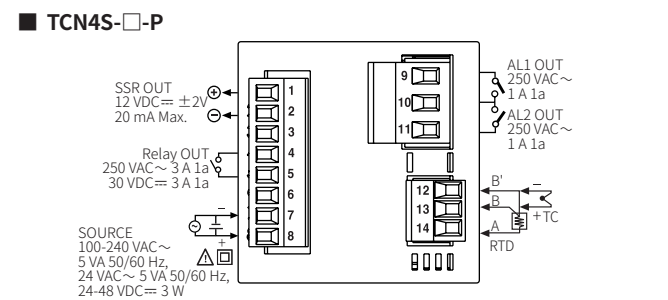 ■ TCN4S-□-P
SSR OUT
12 VDC⎓ ±2V
20 mA Max.
Relay OUT
250 VAC~ 3 A 1a
30 VDC⎓ 3 A 1a
SOURCE
100-240 VAC~
5 VA 50/60 Hz,
24 VAC~ 5 VA 50/60 Hz,
24-48 VDC⎓ 3 W
+
−
−
+
1
2
3
4
5
6
7
8
9
10
11
12
13
14
AL1 OUT
250 VAC~
1 A 1a
AL2 OUT
250 VAC~
1 A 1a
B'
B
A
−
+TC
RTD